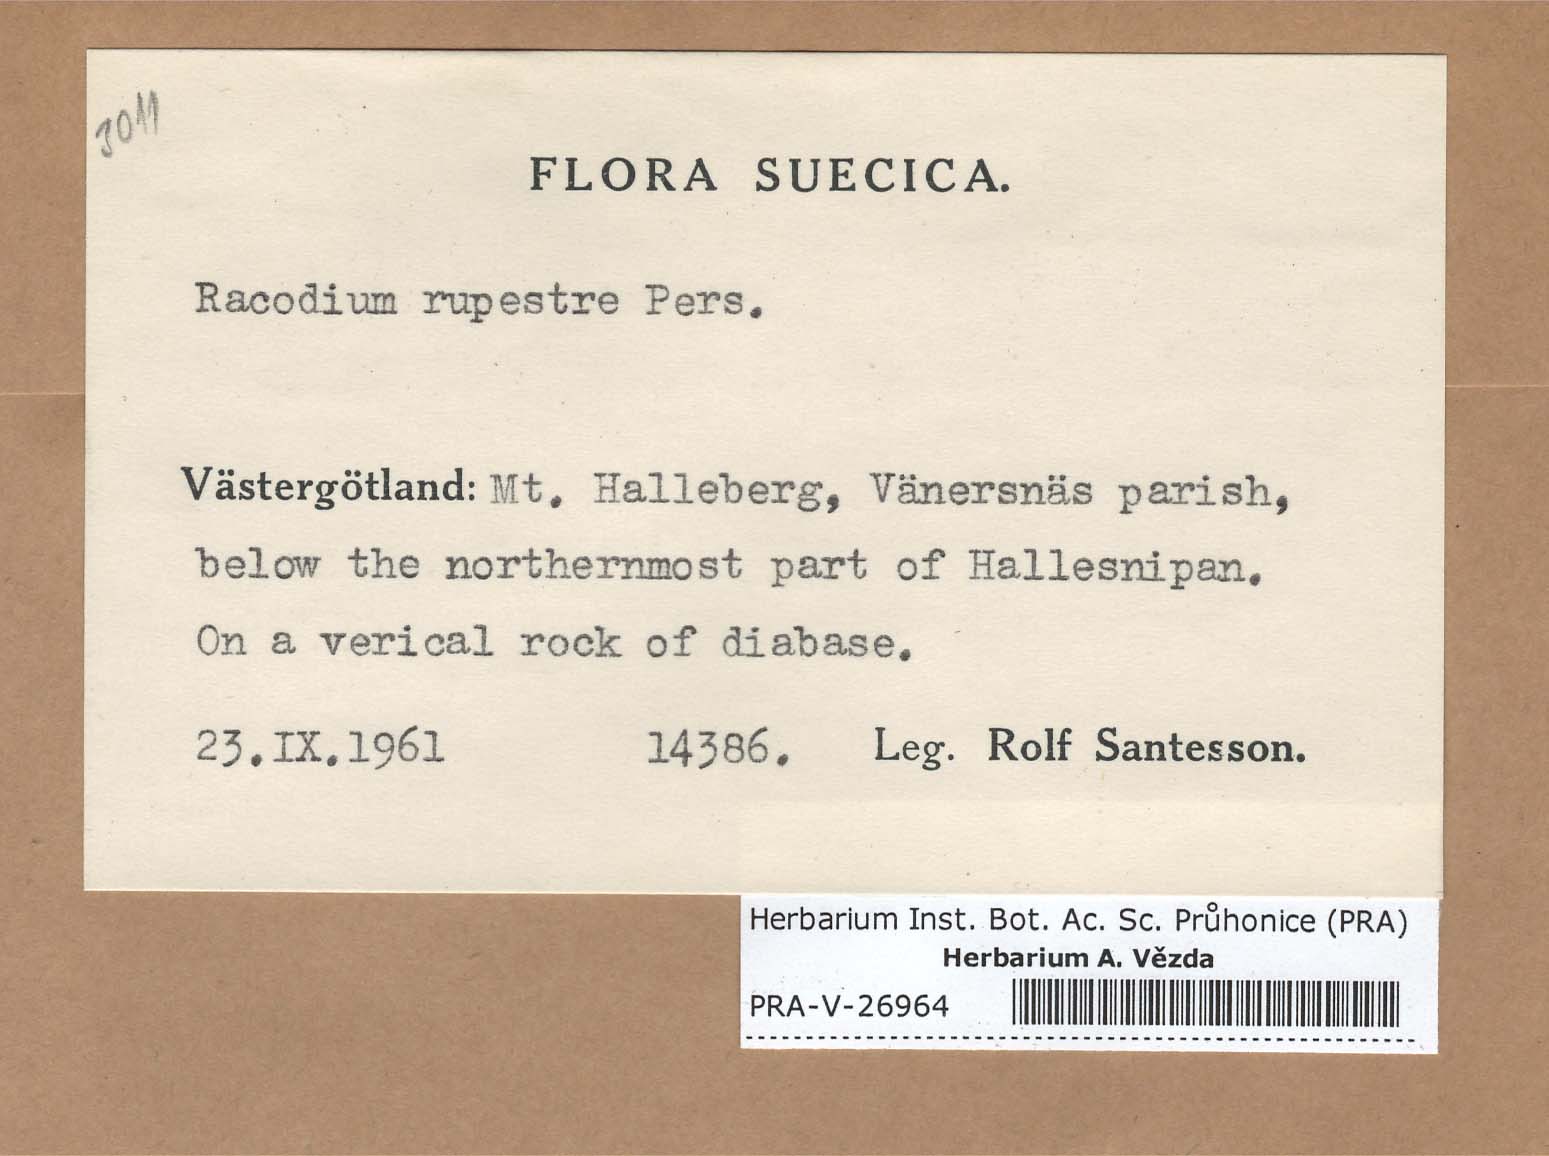 3011
FLORA SUECICA.
Racodium rupestre Pers.
Västergötland: Mt. Halleberg, Vänersnäs parish,
below the northernmost part of Hallesnipan.
On a verical rock of diabase.
23.IX.1961 14386. Leg. Rolf Santesson.
Herbarium Inst. Bot. Ac. Sc. Průhonice (PRA)
Herbarium A. Vězda
PRA-V-26964